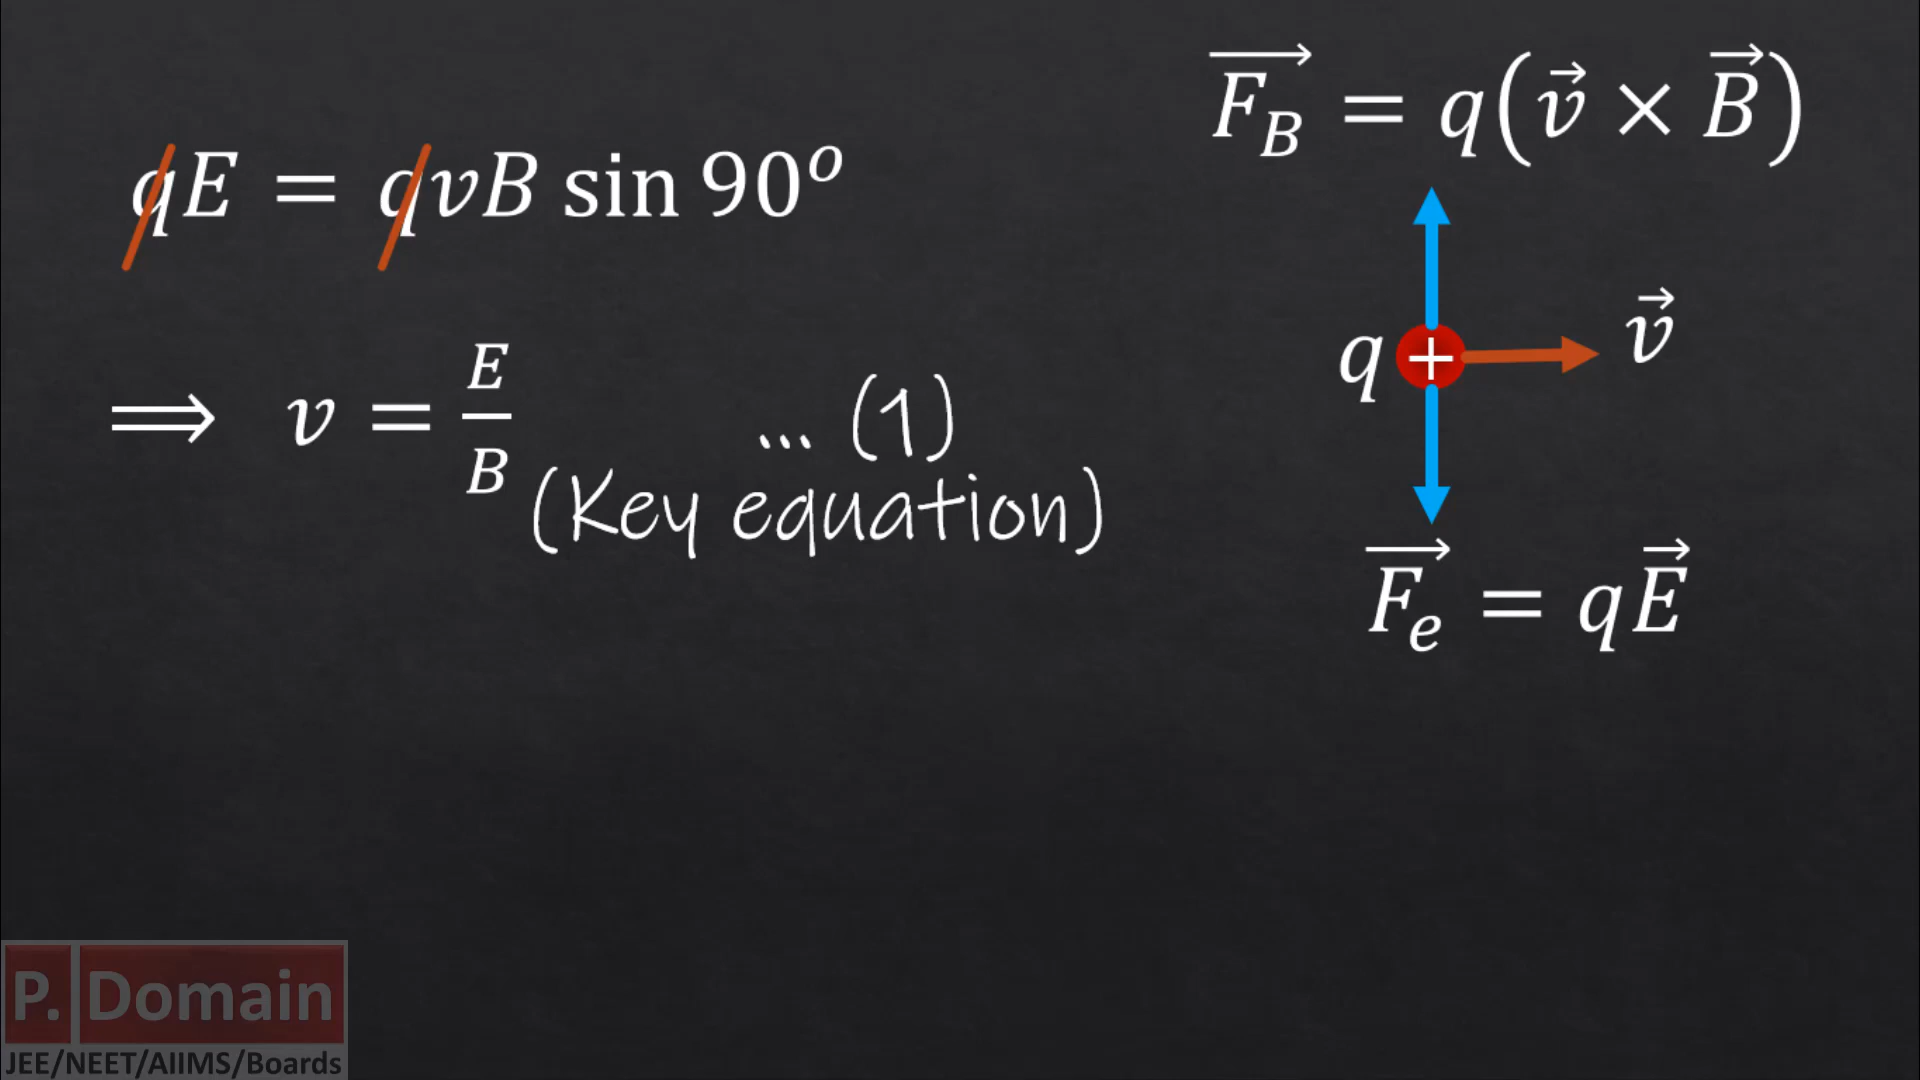 qE = qvB sin 90°
⟹ v = E/B ... (1)
(Key equation)
F_B⃗ = q(v⃗ × B⃗)
q + v⃗
F_e⃗ = qE⃗
P. Domain
JEE/NEET/AIIMS/Boards